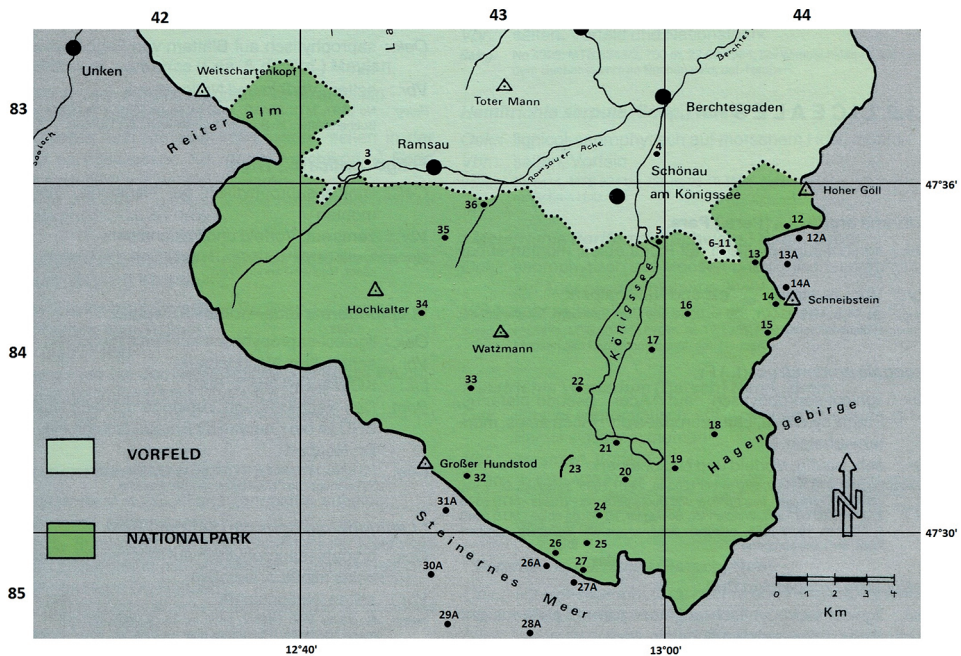 42 43 44
La
Unken
Weitschartenkopf
Toter Mann
Berchtes.
83
Reiter alm
Berchtesgaden
Saalach
Ramsau
Ramsauer Ache
3
4
Schönau
am Königssee
47°36'
Hoher Göll
36
35
5
6-11
12
12A
13
13A
14A
14
Schneibstein
15
Hochkalter
34
Königssee
16
Watzmann
17
84
33
22
18
Hagengebirge
21
VORFELD
Großer Hundstod
32
23
20
19
31A
24
NATIONALPARK
Steinernes Meer
N
47°30'
26
25
26A
27
27A
30A
85
29A
28A
0 1 2 3 4
Km
12°40'
13°00'